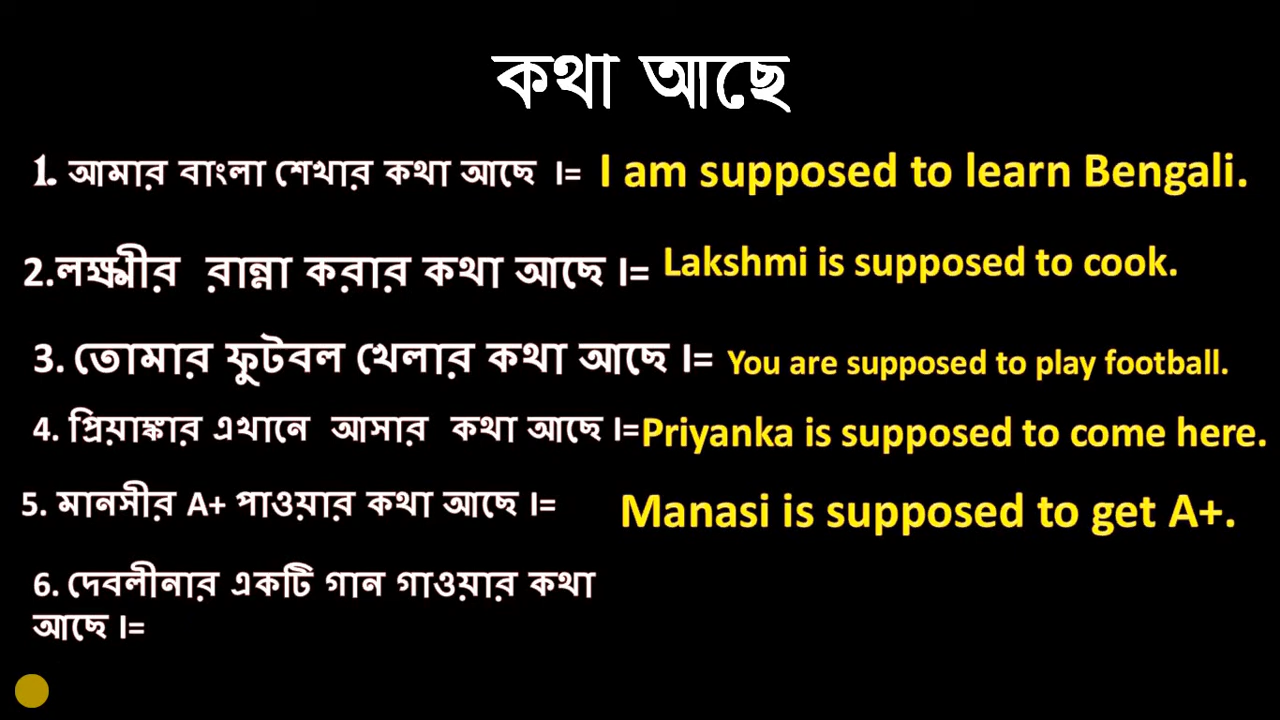 কথা আছে
1. আমার বাংলা শেখার কথা আছে ।= I am supposed to learn Bengali.
2.লক্ষ্মীর রান্না করার কথা আছে ।= Lakshmi is supposed to cook.
3. তোমার ফুটবল খেলার কথা আছে ।= You are supposed to play football.
4. প্রিয়াঙ্কার এখানে আসার কথা আছে ।=Priyanka is supposed to come here.
5. মানসীর A+ পাওয়ার কথা আছে ।= Manasi is supposed to get A+.
6. দেবলীনার একটি গান গাওয়ার কথা
আছে ।=